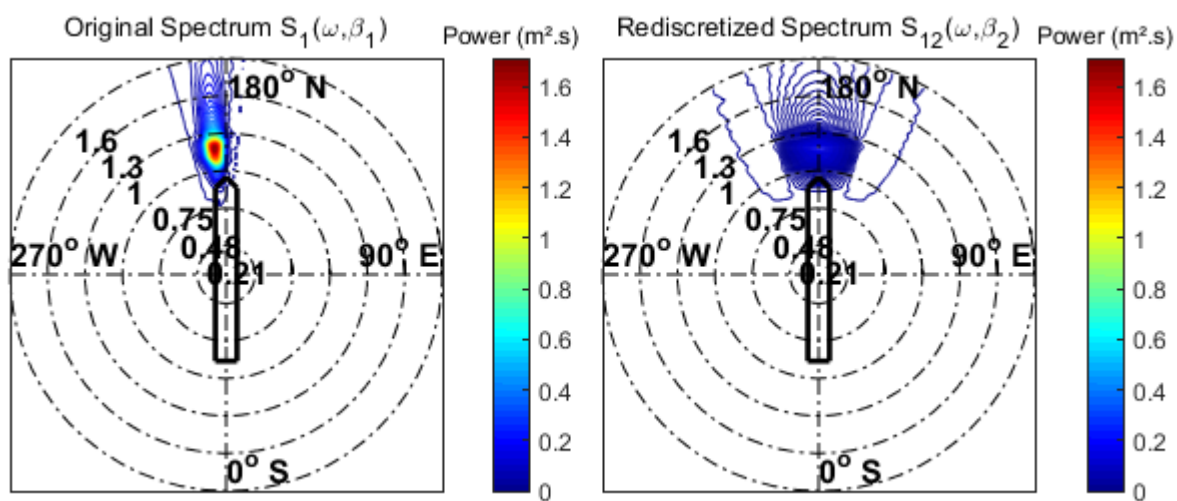 Original Spectrum S₁(ω,β₁)
Power (m².s)
180° N
1.6
1.3
1
0.75
0.48
0.21
270° W
90° E
0° S
1.6
1.4
1.2
1
0.8
0.6
0.4
0.2
0
Rediscretized Spectrum S₁₂(ω,β₂)
Power (m².s)
180° N
1.6
1.3
1
0.75
0.48
0.21
270° W
90° E
0° S
1.6
1.4
1.2
1
0.8
0.6
0.4
0.2
0